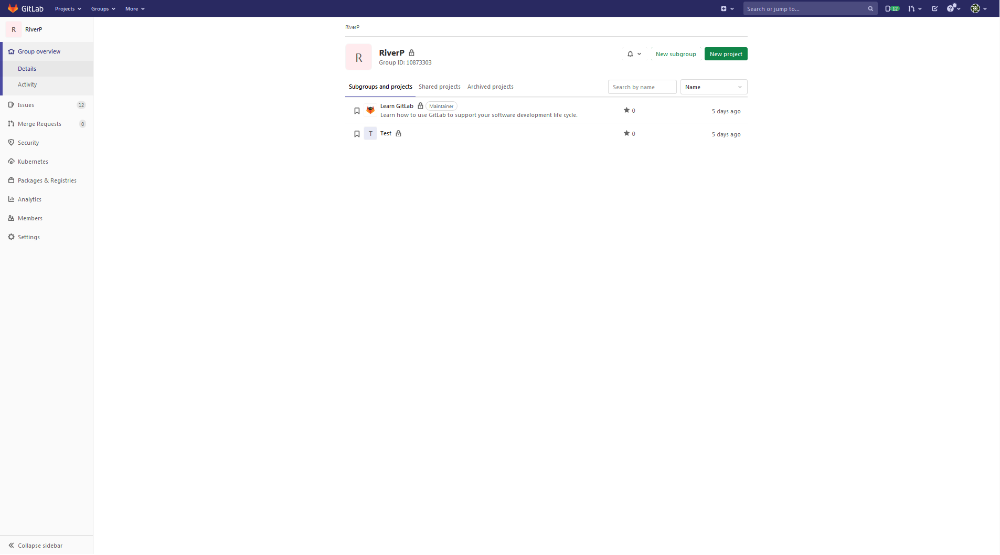 GitLab
Projects
Groups
More
Search or jump to...
12
R
RiverP
Group overview
Details
Activity
Issues
12
Merge Requests
0
Security
Kubernetes
Packages & Registries
Analytics
Members
Settings
Collapse sidebar
RiverP
R
RiverP
Group ID: 10873303
New subgroup
New project
Subgroups and projects
Shared projects
Archived projects
Search by name
Name
Learn GitLab
Maintainer
Learn how to use GitLab to support your software development life cycle.
0
5 days ago
T
Test
0
5 days ago